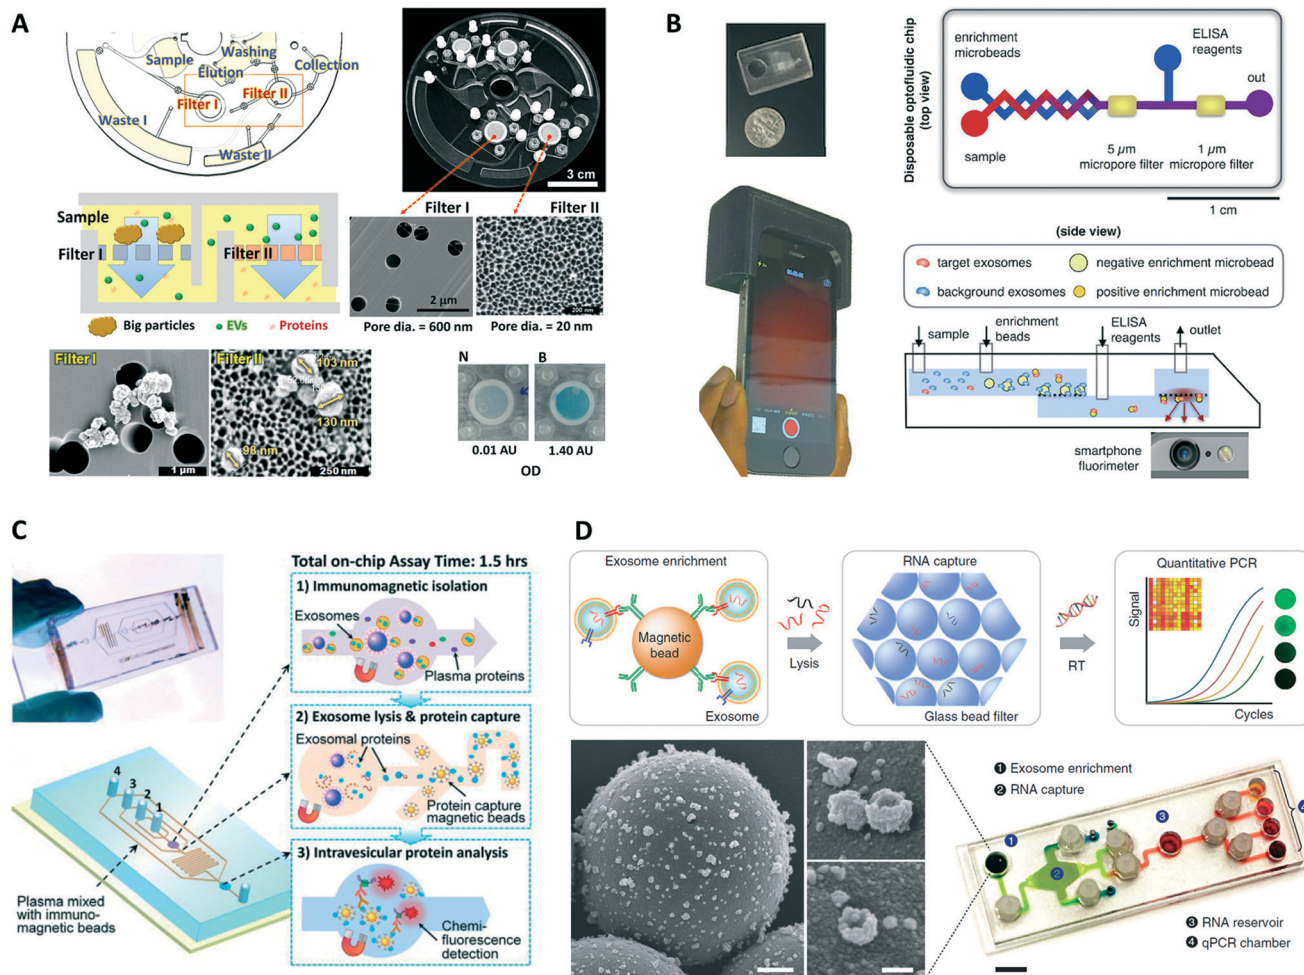 A
Sample
Washing
Elution
Collection
Filter I
Filter II
Waste I
Waste II
3 cm
Sample
Filter I
Filter II
Big particles
EVs
Proteins
Filter I
Filter II
2 μm
200 nm
Pore dia. = 600 nm
Pore dia. = 20 nm
Filter I
1 μm
Filter II
103 nm
130 nm
98 nm
250 nm
N
B
0.01 AU
1.40 AU
OD
B
Disposable optofluidic chip
(top view)
enrichment
microbeads
ELISA
reagents
out
sample
5 μm
micropore filter
1 μm
micropore filter
1 cm
(side view)
target exosomes
negative enrichment microbead
background exosomes
positive enrichment microbead
sample
enrichment
beads
ELISA
reagents
outlet
smartphone
fluorimeter
C
Total on-chip Assay Time: 1.5 hrs
1) Immunomagnetic isolation
Exosomes
Plasma proteins
2) Exosome lysis & protein capture
Exosomal proteins
Protein capture
magnetic beads
3) Intravesicular protein analysis
Chemi-
fluorescence
detection
4
3
2
1
Plasma mixed
with immuno-
magnetic beads
D
Exosome enrichment
Magnetic
bead
Exosome
Lysis
RNA capture
Glass bead filter
RT
Quantitative PCR
Signal
Cycles
1 Exosome enrichment
2 RNA capture
1
2
3
4
3 RNA reservoir
4 qPCR chamber